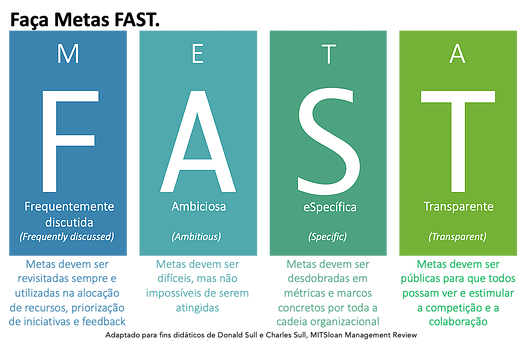 Faça Metas FAST.
M
E
T
A
F
A
S
T
Frequentemente
discutida
(Frequently discussed)
Ambiciosa
(Ambitious)
eSpecífica
(Specific)
Transparente
(Transparent)
Metas devem ser
revisitadas sempre e
utilizadas na alocação
de recursos, priorização
de iniciativas e feedback
Metas devem ser
difíceis, mas não
impossíveis de serem
atingidas
Metas devem ser
desdobradas em
métricas e marcos
concretos por toda a
cadeia organizacional
Metas devem ser
públicas para que todos
possam ver e estimular
a competição e a
colaboração
Adaptado para fins didáticos de Donald Sull e Charles Sull, MITSloan Management Review